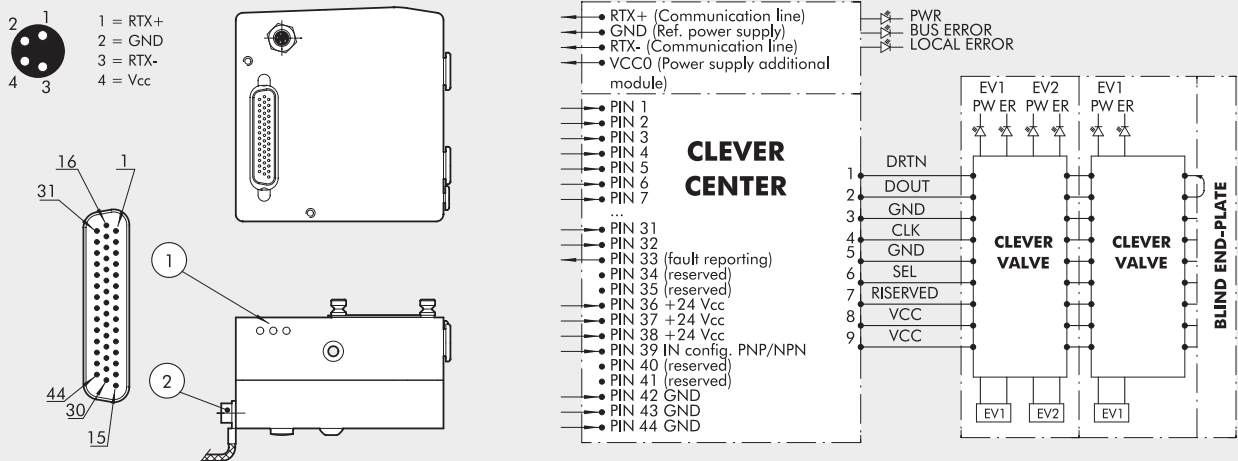 2 1
4 3
1 = RTX+
2 = GND
3 = RTX-
4 = Vcc
16 1
31
44
30
15
1
2
RTX+ (Communication line)
GND (Ref. power supply)
RTX- (Communication line)
VCC0 (Power supply additional
module)
PWR
BUS ERROR
LOCAL ERROR
PIN 1
PIN 2
PIN 3
PIN 4
PIN 5
PIN 6
PIN 7
...
PIN 31
PIN 32
PIN 33 (fault reporting)
PIN 34 (reserved)
PIN 35 (reserved)
PIN 36 +24 Vcc
PIN 37 +24 Vcc
PIN 38 +24 Vcc
PIN 39 IN config. PNP/NPN
PIN 40 (reserved)
PIN 41 (reserved)
PIN 42 GND
PIN 43 GND
PIN 44 GND
CLEVER
CENTER
1 DRTN
2 DOUT
3 GND
4 CLK
5 GND
6 SEL
7 RISERVED
8 VCC
9 VCC
EV1 EV2
PW ER PW ER
CLEVER
VALVE
EV1 EV2
EV1
PW ER
CLEVER
VALVE
EV1
BLIND END-PLATE